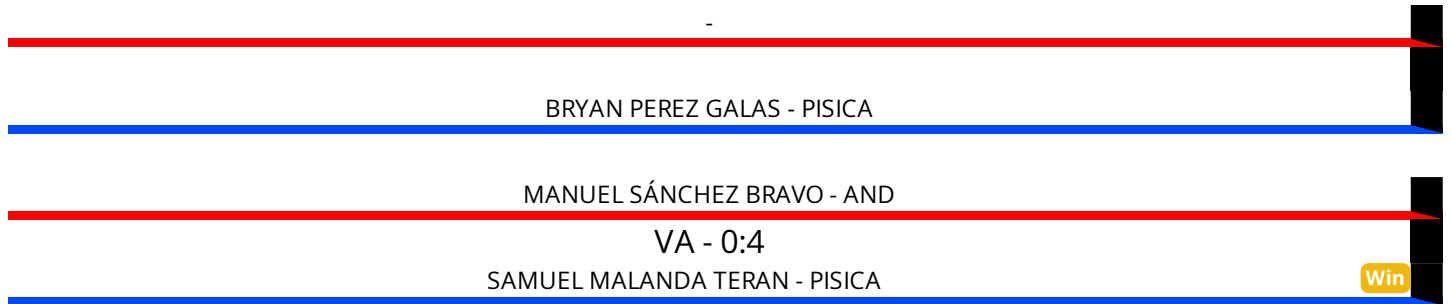 -
BRYAN PEREZ GALAS - PISICA
MANUEL SÁNCHEZ BRAVO - AND
VA - 0:4
SAMUEL MALANDA TERAN - PISICA
Win